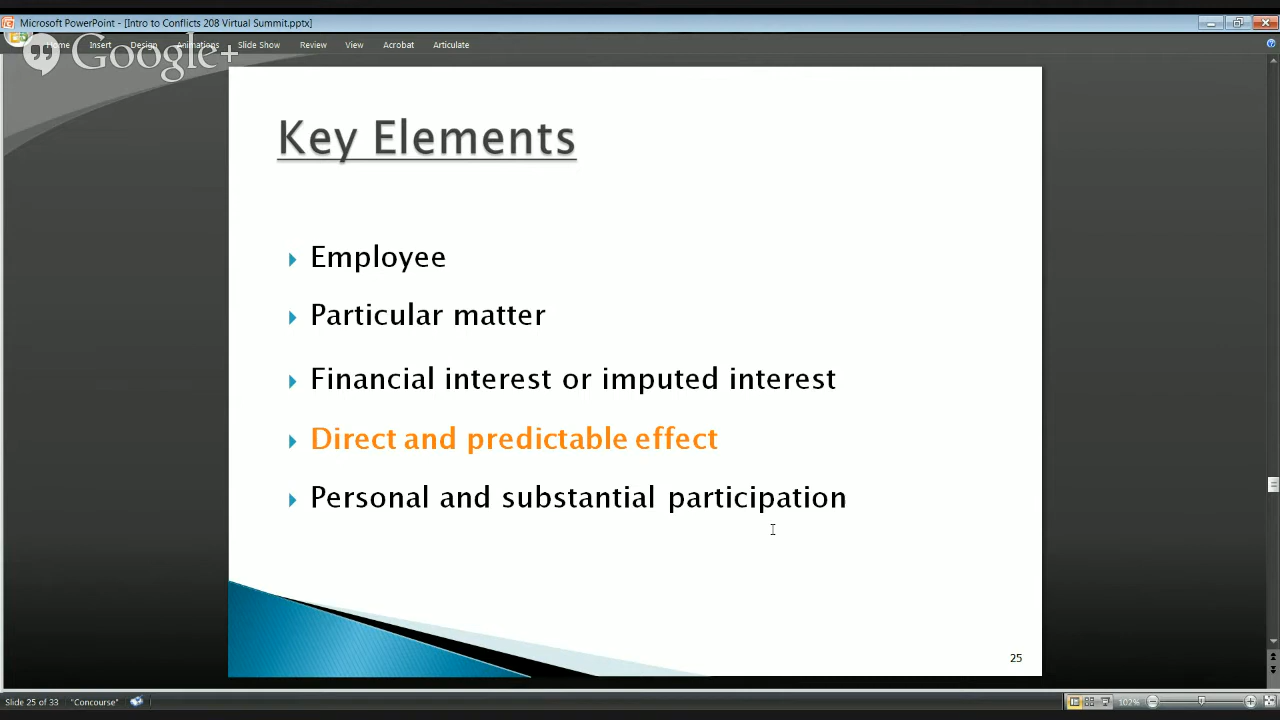 Microsoft PowerPoint - [Intro to Conflicts 208 Virtual Summit.pptx]
Home Insert Design Animations Slide Show Review View Acrobat Articulate
Google+
Key Elements
Employee
Particular matter
Financial interest or imputed interest
Direct and predictable effect
Personal and substantial participation
25
Slide 25 of 33 "Concourse" 102%